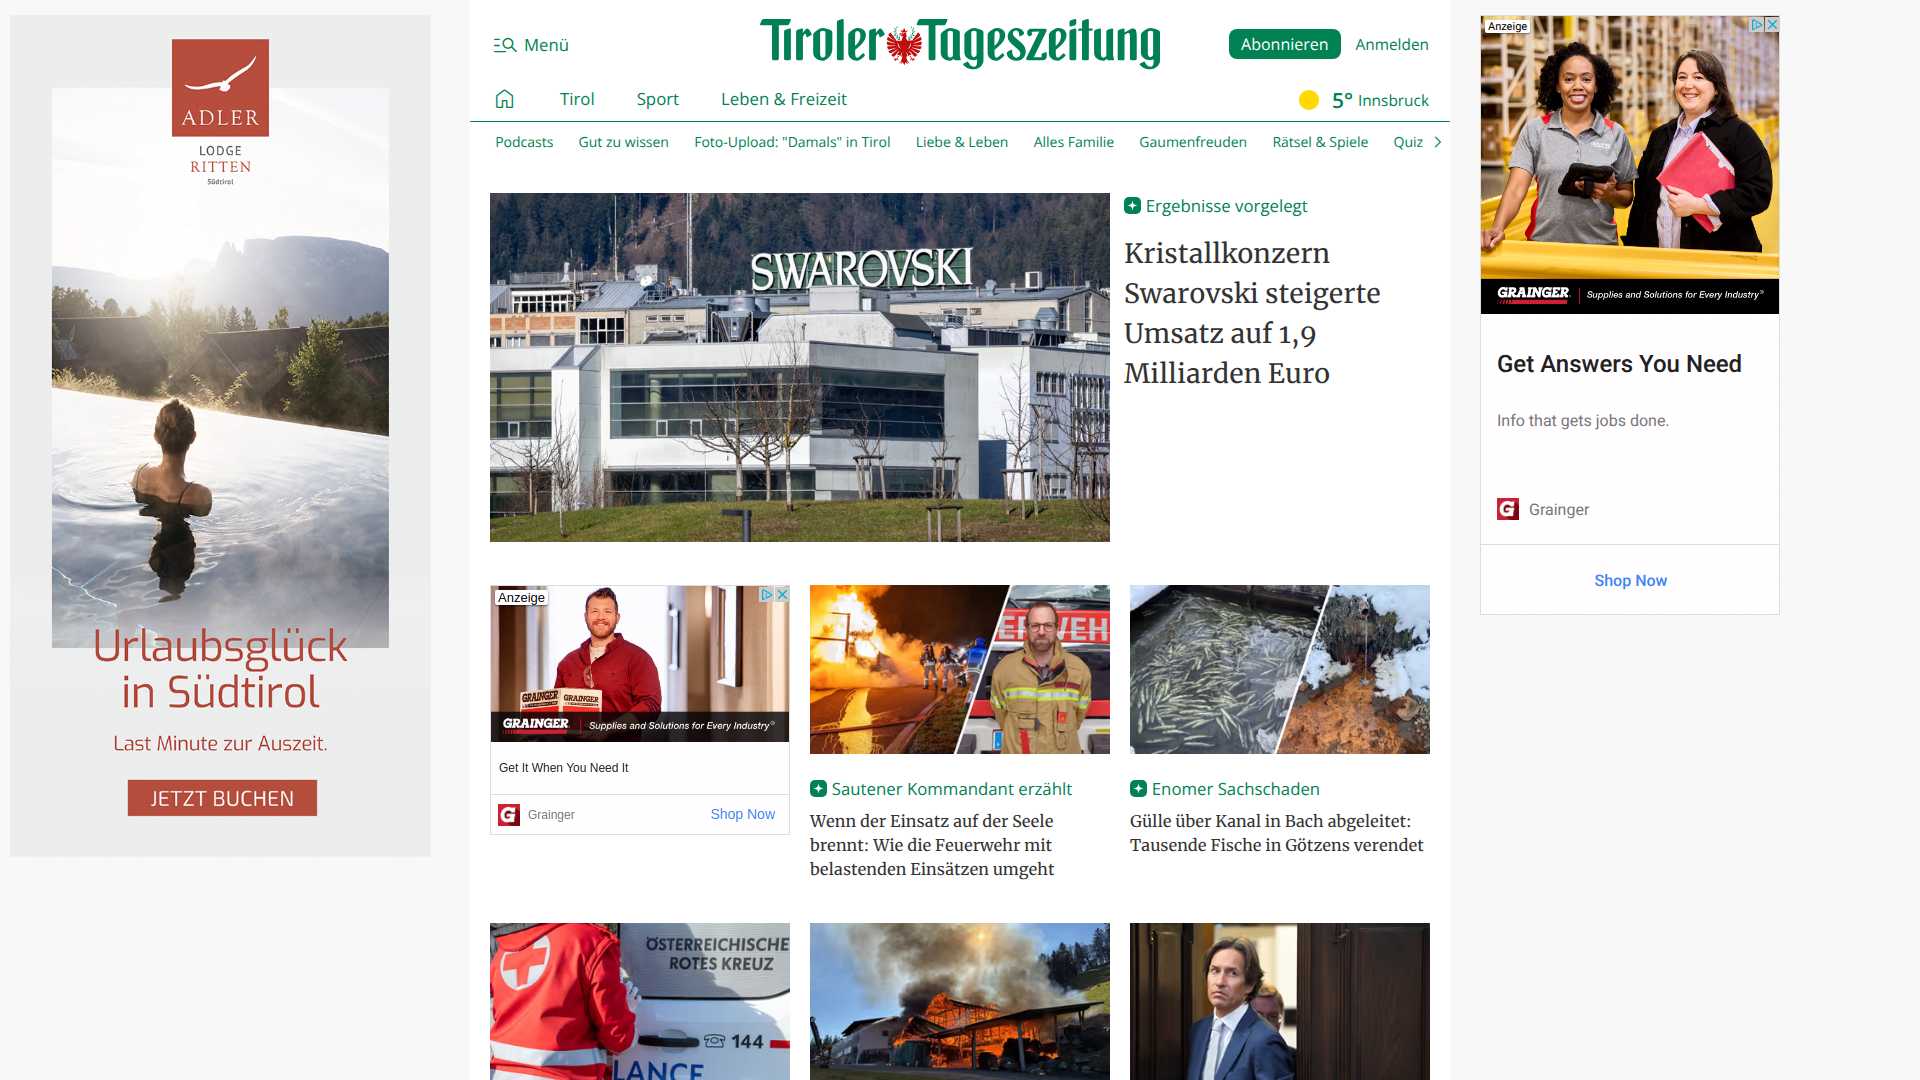 ADLER
LODGE
RITTEN
Südtirol
Urlaubsglück
in Südtirol
Last Minute zur Auszeit.
JETZT BUCHEN
Menü
Tiroler Tageszeitung
Abonnieren
Anmelden
Tirol
Sport
Leben & Freizeit
5° Innsbruck
Podcasts
Gut zu wissen
Foto-Upload: "Damals" in Tirol
Liebe & Leben
Alles Familie
Gaumenfreuden
Rätsel & Spiele
Quiz
SWAROVSKI
Ergebnisse vorgelegt
Kristallkonzern
Swarovski steigerte
Umsatz auf 1,9
Milliarden Euro
Anzeige
GRAINGER
GRAINGER
GRAINGER
Supplies and Solutions for Every Industry®
Get It When You Need It
G
Grainger
Shop Now
ERWEHR
Sautener Kommandant erzählt
Wenn der Einsatz auf der Seele
brennt: Wie die Feuerwehr mit
belastenden Einsätzen umgeht
Enomer Sachschaden
Gülle über Kanal in Bach abgeleitet:
Tausende Fische in Götzens verendet
ÖSTERREICHISCHE
ROTES KREUZ
144
LANCE
Anzeige
GRAINGER
Supplies and Solutions for Every Industry®
Get Answers You Need
Info that gets jobs done.
G
Grainger
Shop Now